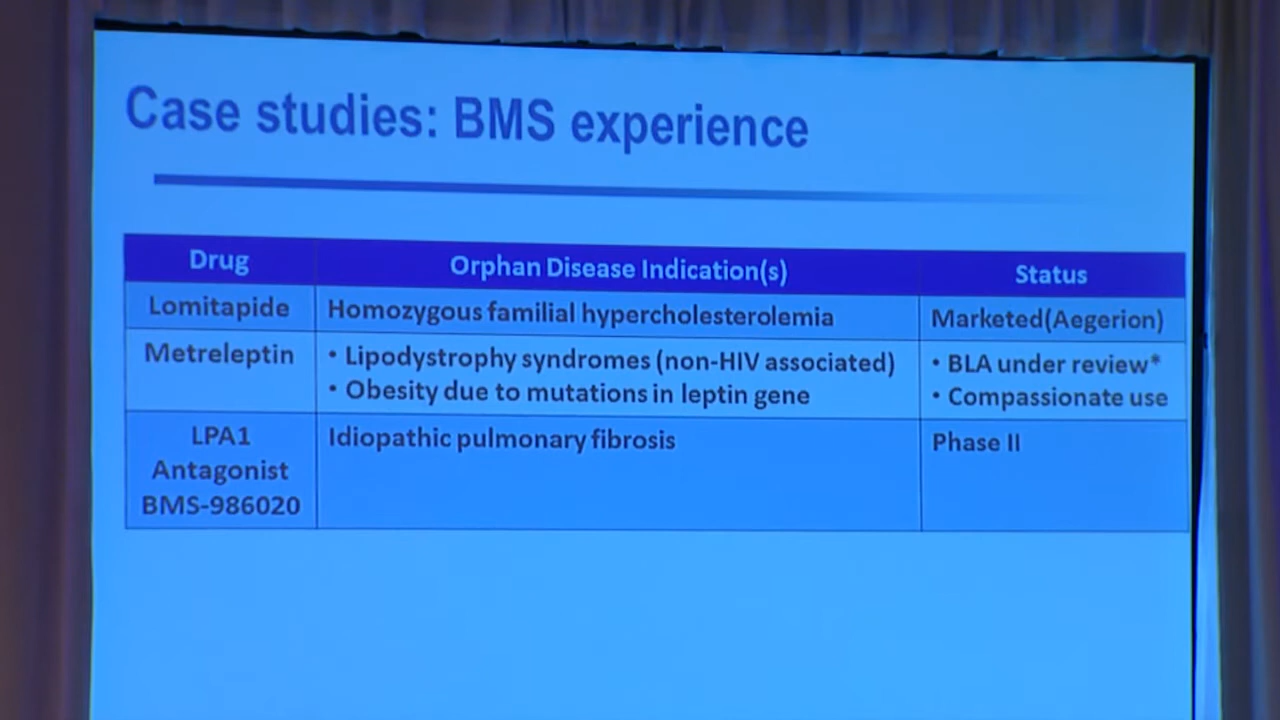 Case studies: BMS experience
Drug
Orphan Disease Indication(s)
Status
Lomitapide
Homozygous familial hypercholesterolemia
Marketed(Aegerion)
Metreleptin
• Lipodystrophy syndromes (non-HIV associated)
• Obesity due to mutations in leptin gene
• BLA under review*
• Compassionate use
LPA1
Antagonist
BMS-986020
Idiopathic pulmonary fibrosis
Phase II